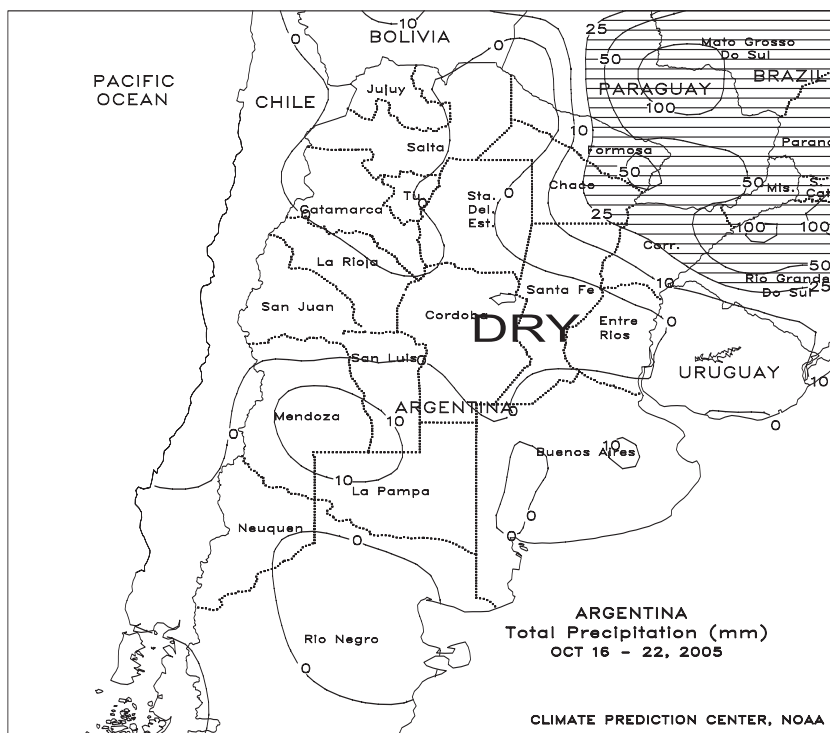 10
BOLIVIA
0
0
25
Mato Grosso
Do Sul
50
BRAZIL
PACIFIC
OCEAN
CHILE
Jujuy
PARAGUAY
100
10
Salta
Formosa
Parana
50
50
Chaco
Mis.
S.
Cat
Tu.
0
0
Sta.
Del.
Est.
Catamarca
0
25
100
100
Corr.
La Rioja
50
10
Rio Grande
Do Sul
25
Santa Fe
San Juan
Cordoba
DRY
Entre
Rios
0
San Luis
0
URUGUAY
10
Mendoza
10
ARGENTINA
0
0
0
10
Buenos Aires
10
La Pampa
0
Neuquen
0
0
Rio Negro
0
ARGENTINA
Total Precipitation (mm)
OCT 16 - 22, 2005
CLIMATE PREDICTION CENTER, NOAA